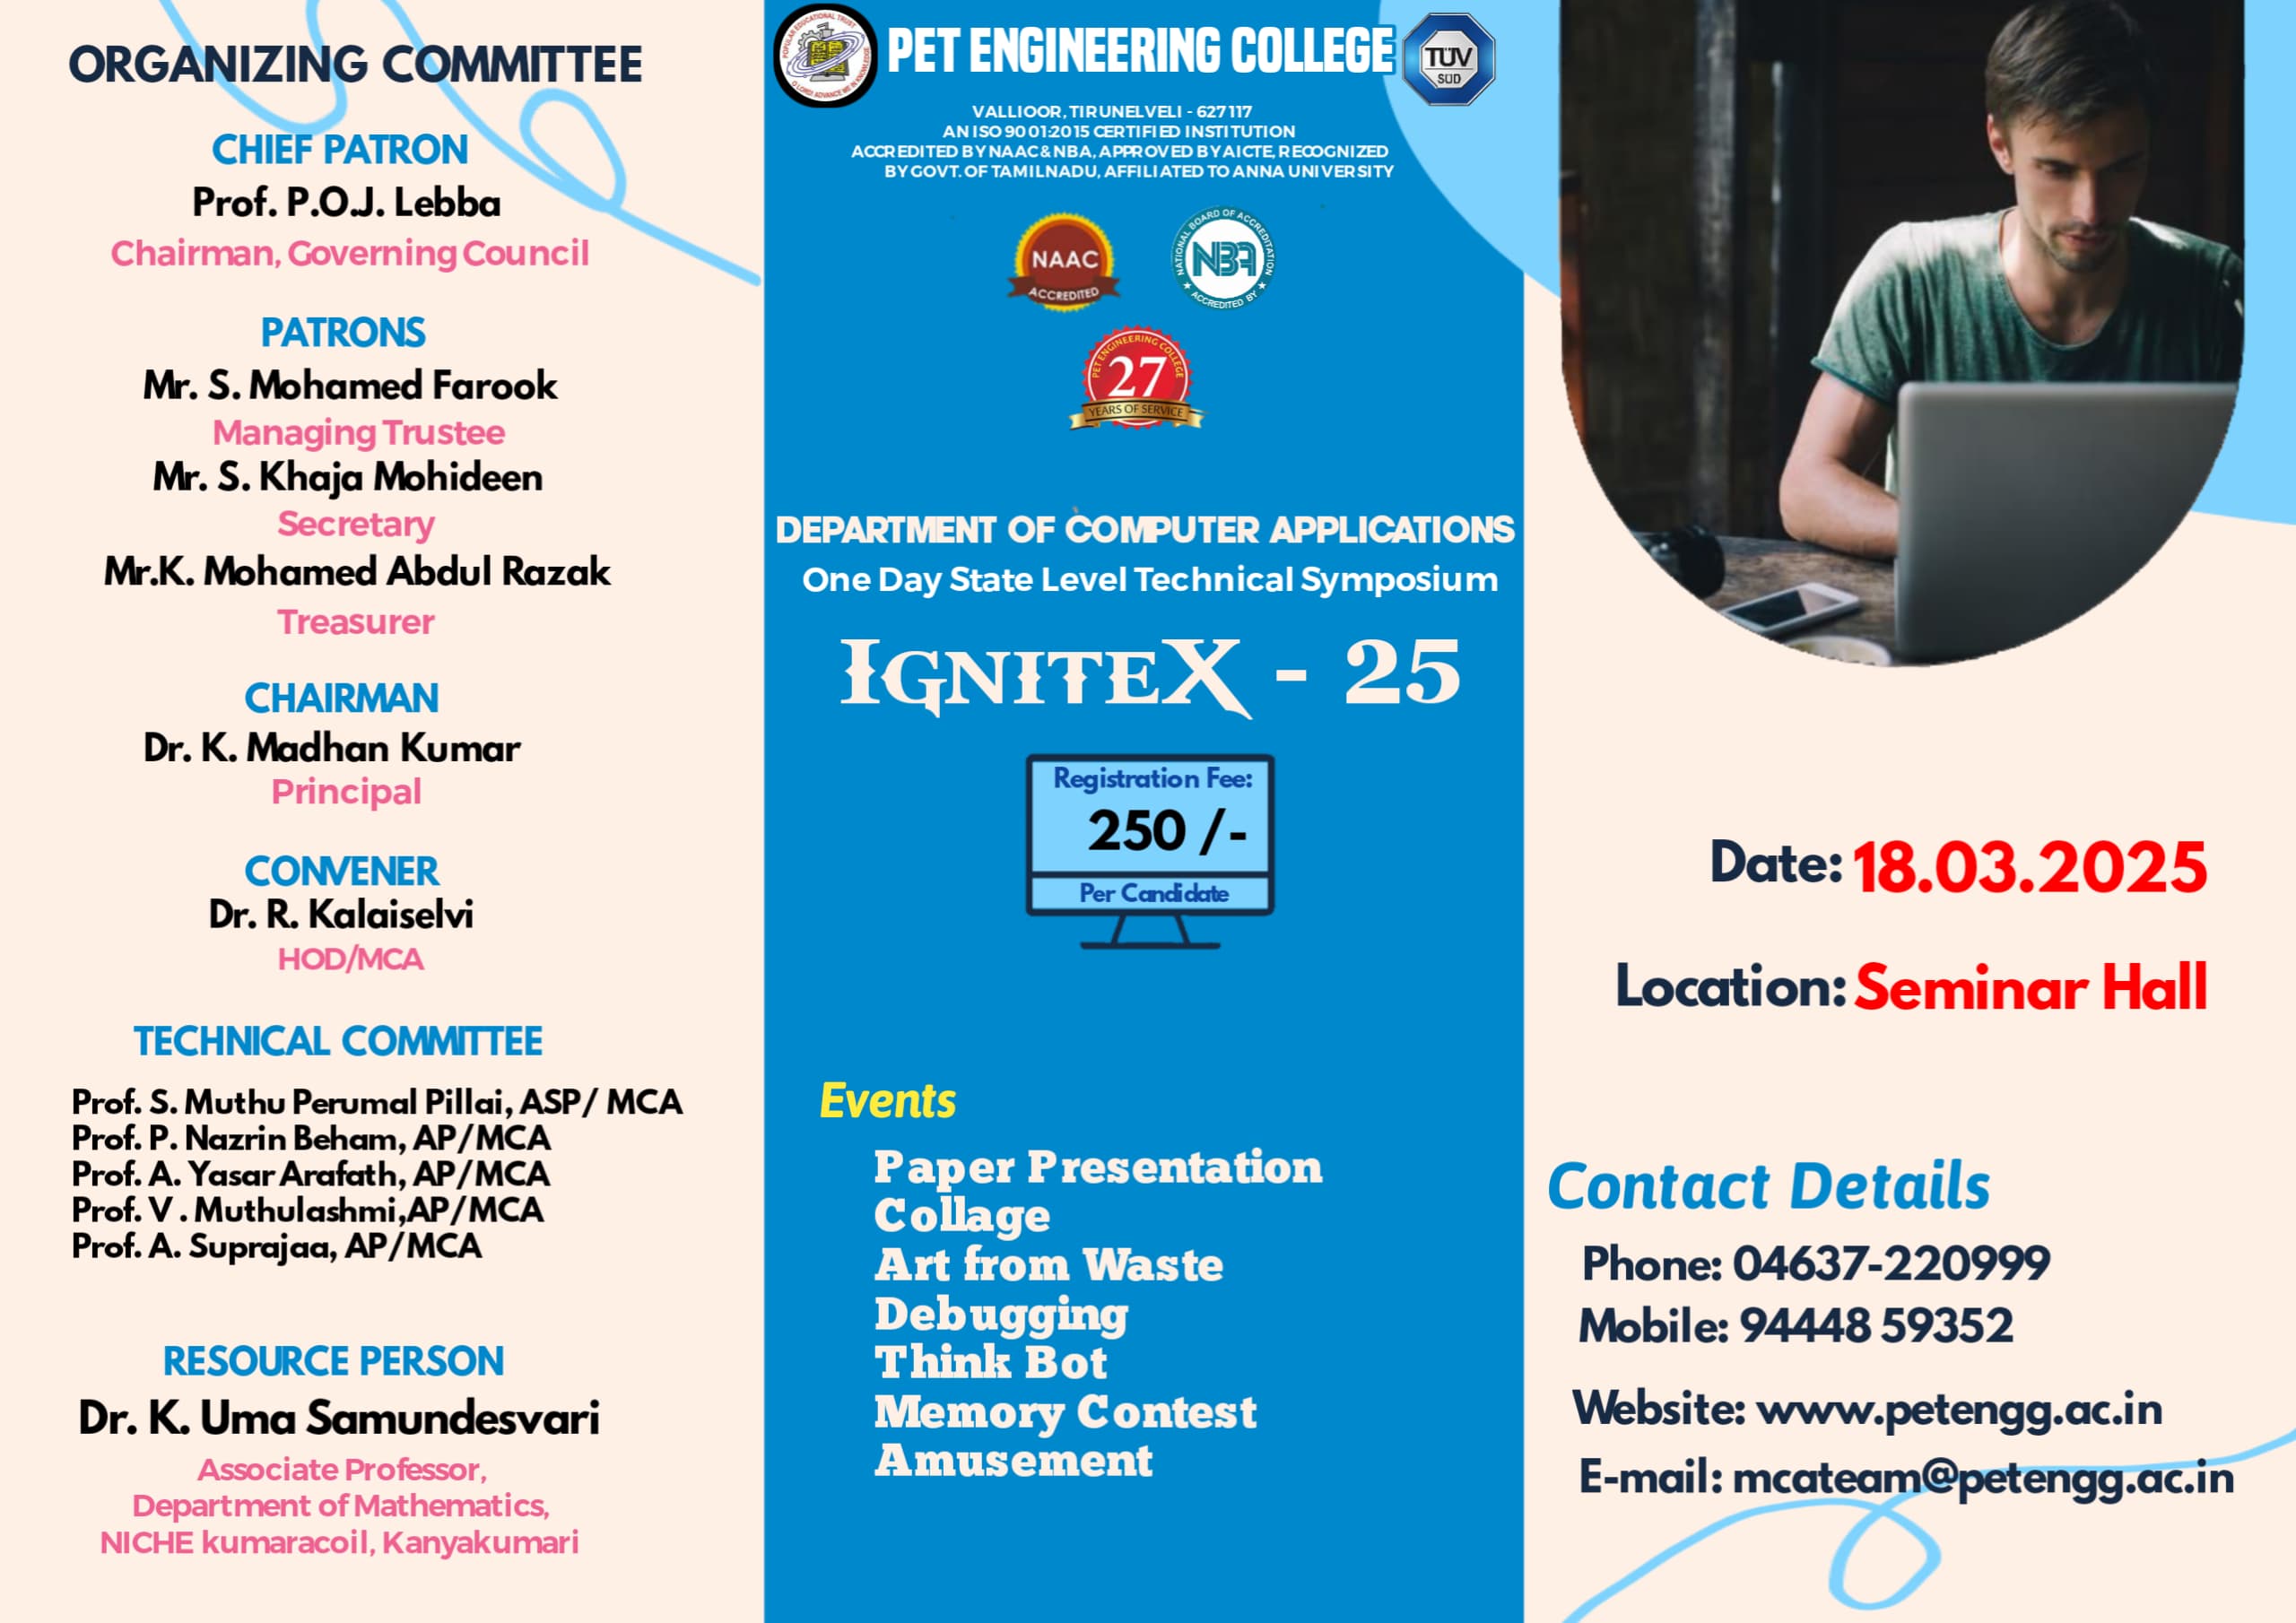 ORGANIZING COMMITTEE
CHIEF PATRON
Prof. P.O.J. Lebba
Chairman, Governing Council
PATRONS
Mr. S. Mohamed Farook
Managing Trustee
Mr. S. Khaja Mohideen
Secretary
Mr.K. Mohamed Abdul Razak
Treasurer
CHAIRMAN
Dr. K. Madhan Kumar
Principal
CONVENER
Dr. R. Kalaiselvi
HOD/MCA
TECHNICAL COMMITTEE
Prof. S. Muthu Perumal Pillai, ASP/ MCA
Prof. P. Nazrin Beham, AP/MCA
Prof. A. Yasar Arafath, AP/MCA
Prof. V . Muthulashmi,AP/MCA
Prof. A. Suprajaa, AP/MCA
RESOURCE PERSON
Dr. K. Uma Samundesvari
Associate Professor,
Department of Mathematics,
NICHE kumaracoil, Kanyakumari
POPULAR EDUCATIONAL TRUST
O LORD! ADVANCE ME IN KNOWLEDGE
PET ENGINEERING COLLEGE
TÜV
SÜD
VALLIOOR, TIRUNELVELI - 627 117
AN ISO 9001:2015 CERTIFIED INSTITUTION
ACCREDITED BY NAAC & NBA, APPROVED BY AICTE, RECOGNIZED
BY GOVT. OF TAMILNADU, AFFILIATED TO ANNA UNIVERSITY
NAAC
ACCREDITED
NATIONAL BOARD OF ACCREDITATION
NBA
ACCREDITED BY
PET ENGINEERING COLLEGE
27
YEARS OF SERVICE
DEPARTMENT OF COMPUTER APPLICATIONS
One Day State Level Technical Symposium
IGNITEX - 25
Registration Fee:
250 /-
Per Candidate
Events
Paper Presentation
Collage
Art from Waste
Debugging
Think Bot
Memory Contest
Amusement
Date: 18.03.2025
Location: Seminar Hall
Contact Details
Phone: 04637-220999
Mobile: 94448 59352
Website: www.petengg.ac.in
E-mail: mcateam@petengg.ac.in